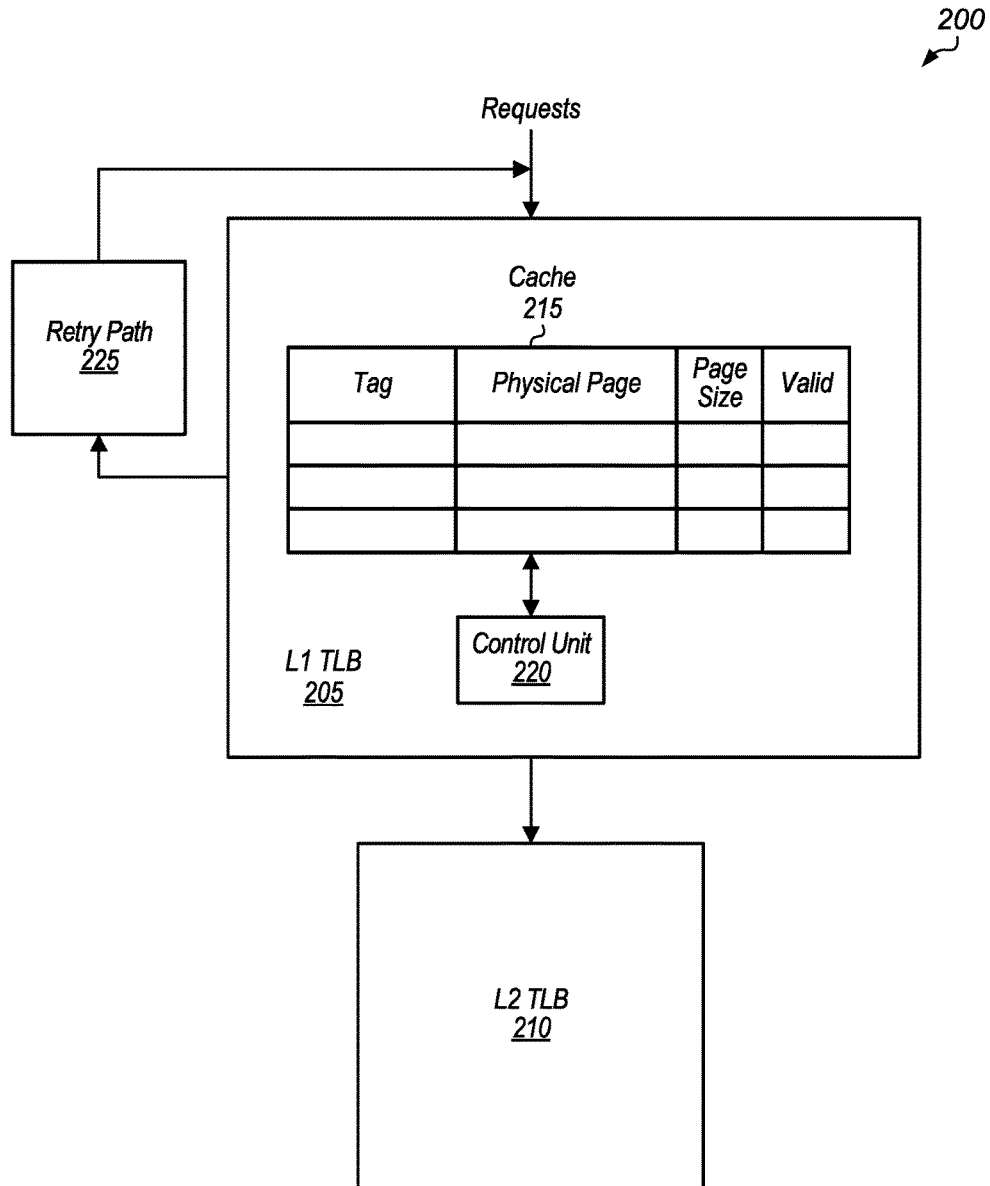 200
Requests
Cache
215
Retry Path
225
Tag
Physical Page
Page
Size
Valid
Control Unit
220
L1 TLB
205
L2 TLB
210